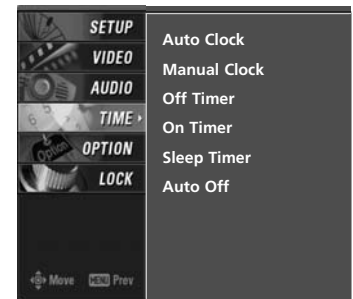 SETUP
VIDEO
AUDIO
TIME
OPTION
LOCK
Move MENU Prev
Auto Clock
Manual Clock
Off Timer
On Timer
Sleep Timer
Auto Off